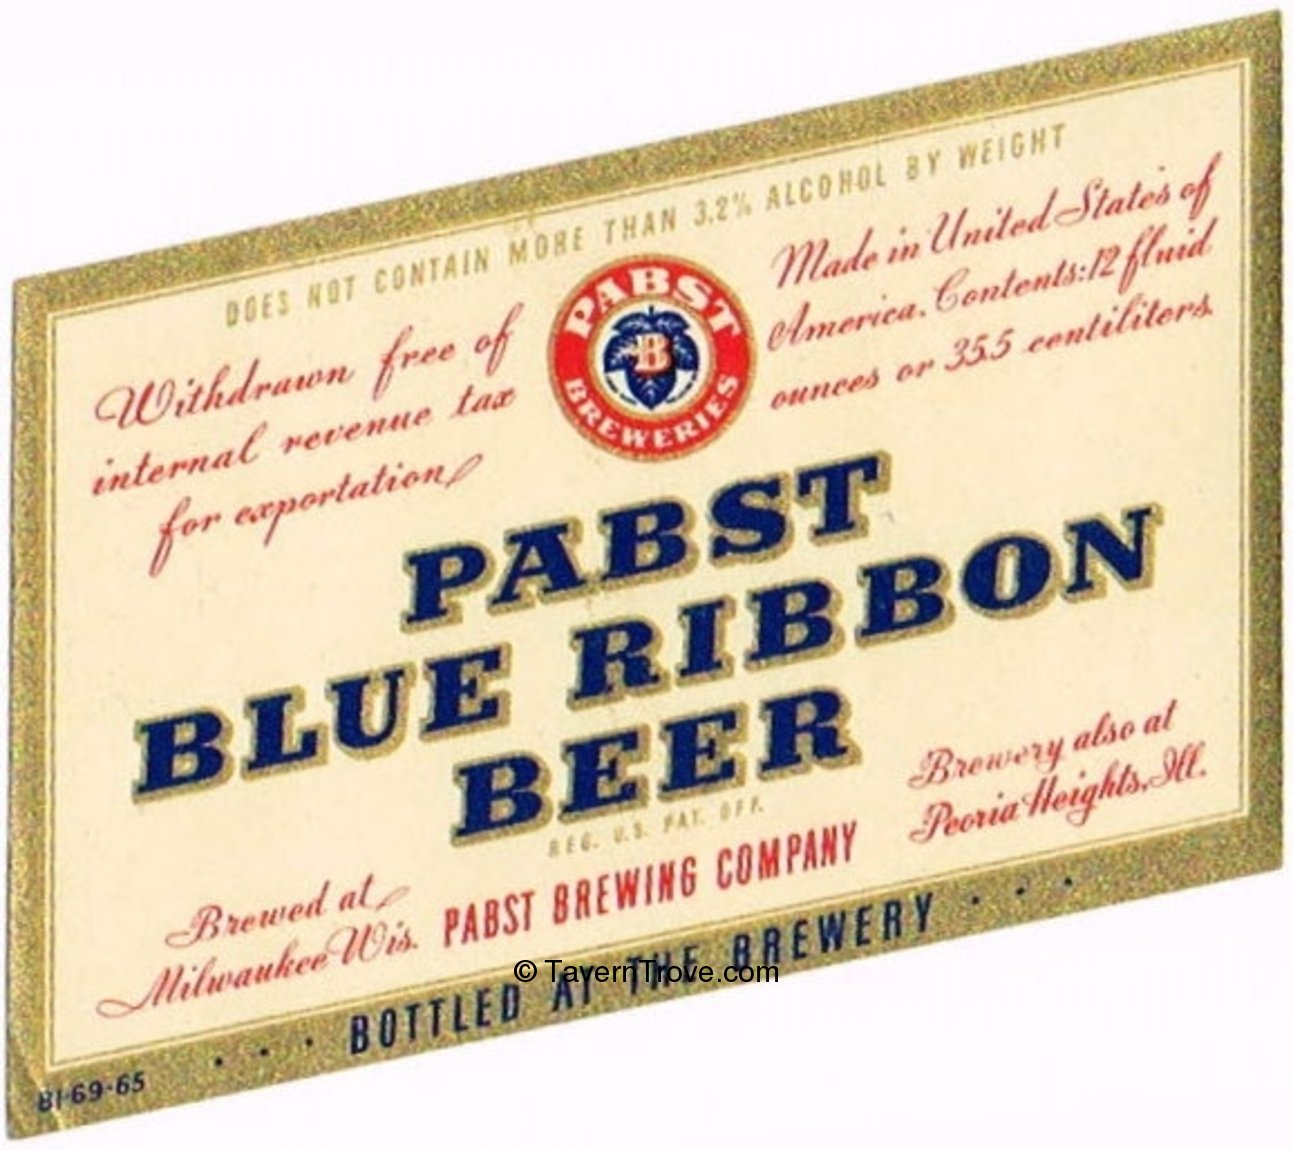 DOES NOT CONTAIN MORE THAN 3.2% ALCOHOL BY WEIGHT
Withdrawn free of
internal revenue tax
for exportation
PABST
B
BREWERIES
Made in United States of
America. Contents: 12 fluid
ounces or 35.5 centiliters
PABST
BLUE RIBBON
BEER
REG. U.S. PAT. OFF.
Brewed at
Milwaukee Wis.
PABST BREWING COMPANY
Brewery also at
Peoria Heights, Ill.
BOTTLED AT THE BREWERY
© TavernTrove.com
BI-69-65